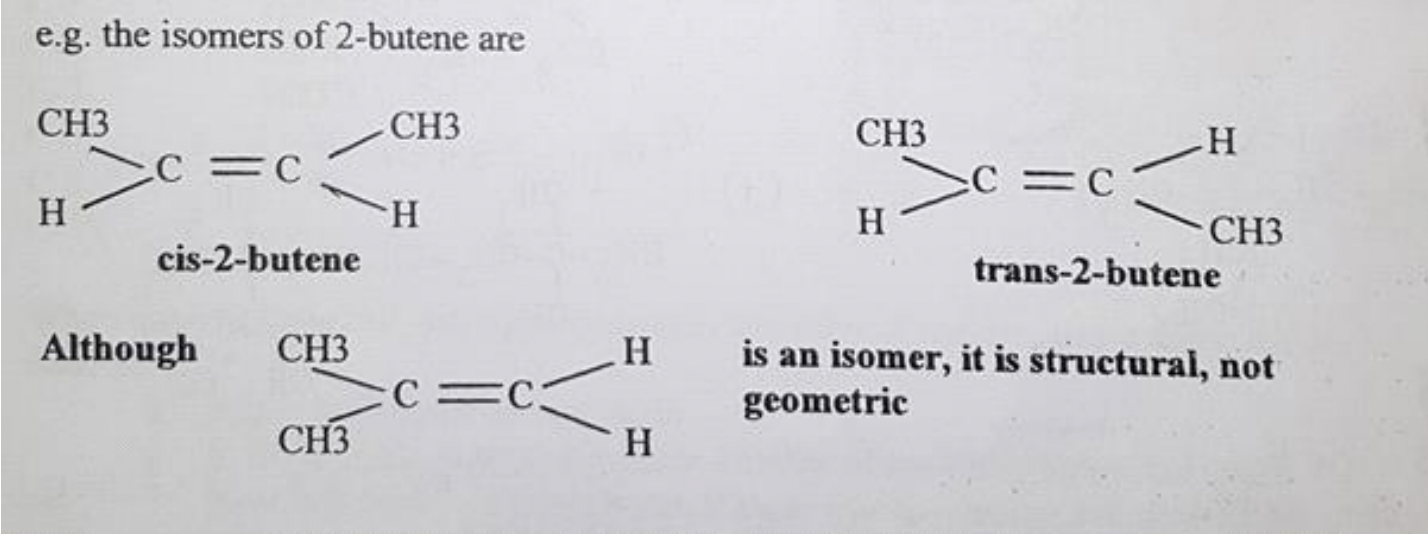 e.g. the isomers of 2-butene are
CH3 CH3 CH3 H
C = C C = C
H H H CH3
cis-2-butene trans-2-butene
Although CH3 H is an isomer, it is structural, not
C = C geometric
CH3 H